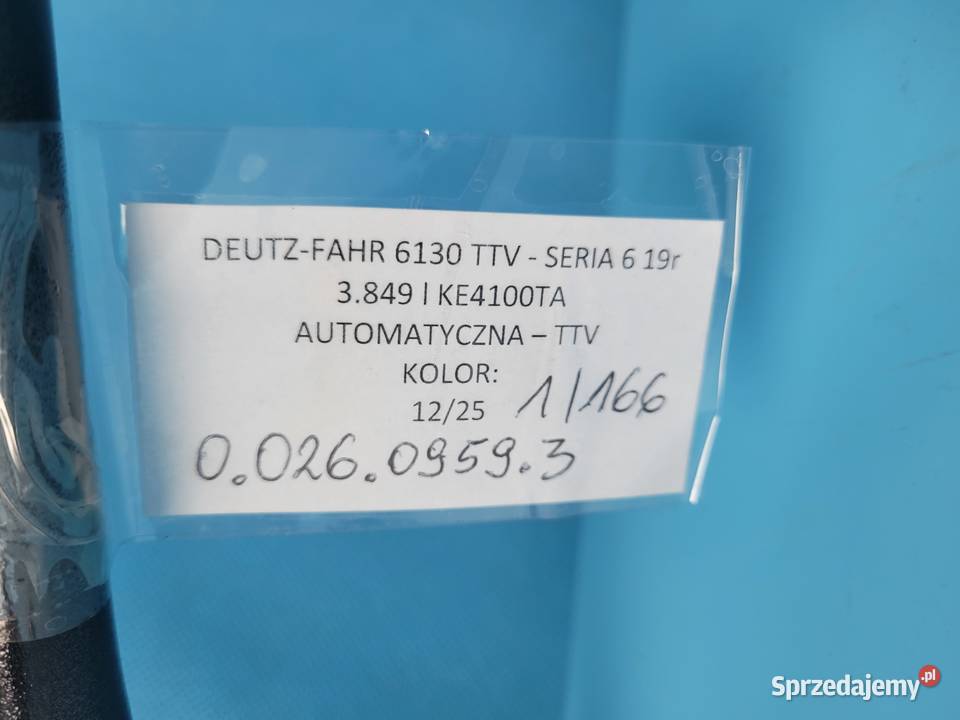 DEUTZ-FAHR 6130 TTV - SERIA 6 19r
3.849 l KE4100TA
AUTOMATYCZNA – TTV
KOLOR:
12/25 1/166
0.026.0959.3
Sprzedajemy.pl